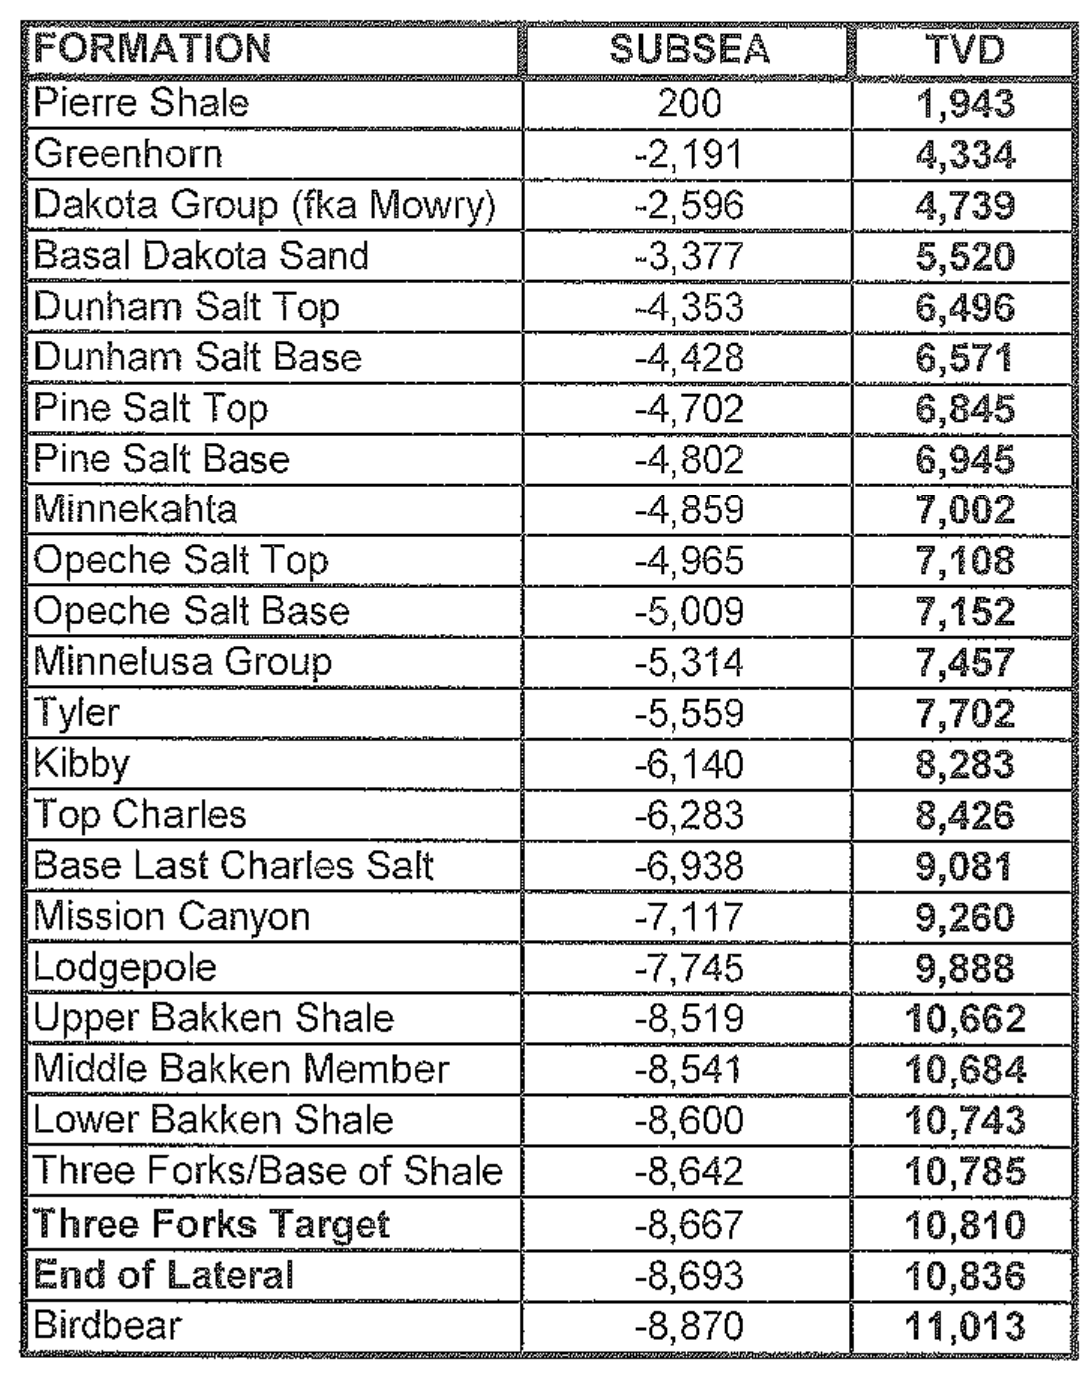 FORMATION SUBSEA TVD
Pierre Shale 200 1,943
Greenhorn -2,191 4,334
Dakota Group (fka Mowry) -2,596 4,739
Basal Dakota Sand -3,377 5,520
Dunham Salt Top -4,353 6,496
Dunham Salt Base -4,428 6,571
Pine Salt Top -4,702 6,845
Pine Salt Base -4,802 6,945
Minnekahta -4,859 7,002
Opeche Salt Top -4,965 7,108
Opeche Salt Base -5,009 7,152
Minnelusa Group -5,314 7,457
Tyler -5,559 7,702
Kibby -6,140 8,283
Top Charles -6,283 8,426
Base Last Charles Salt -6,938 9,081
Mission Canyon -7,117 9,260
Lodgepole -7,745 9,888
Upper Bakken Shale -8,519 10,662
Middle Bakken Member -8,541 10,684
Lower Bakken Shale -8,600 10,743
Three Forks/Base of Shale -8,642 10,785
Three Forks Target -8,667 10,810
End of Lateral -8,693 10,836
Birdbear -8,870 11,013